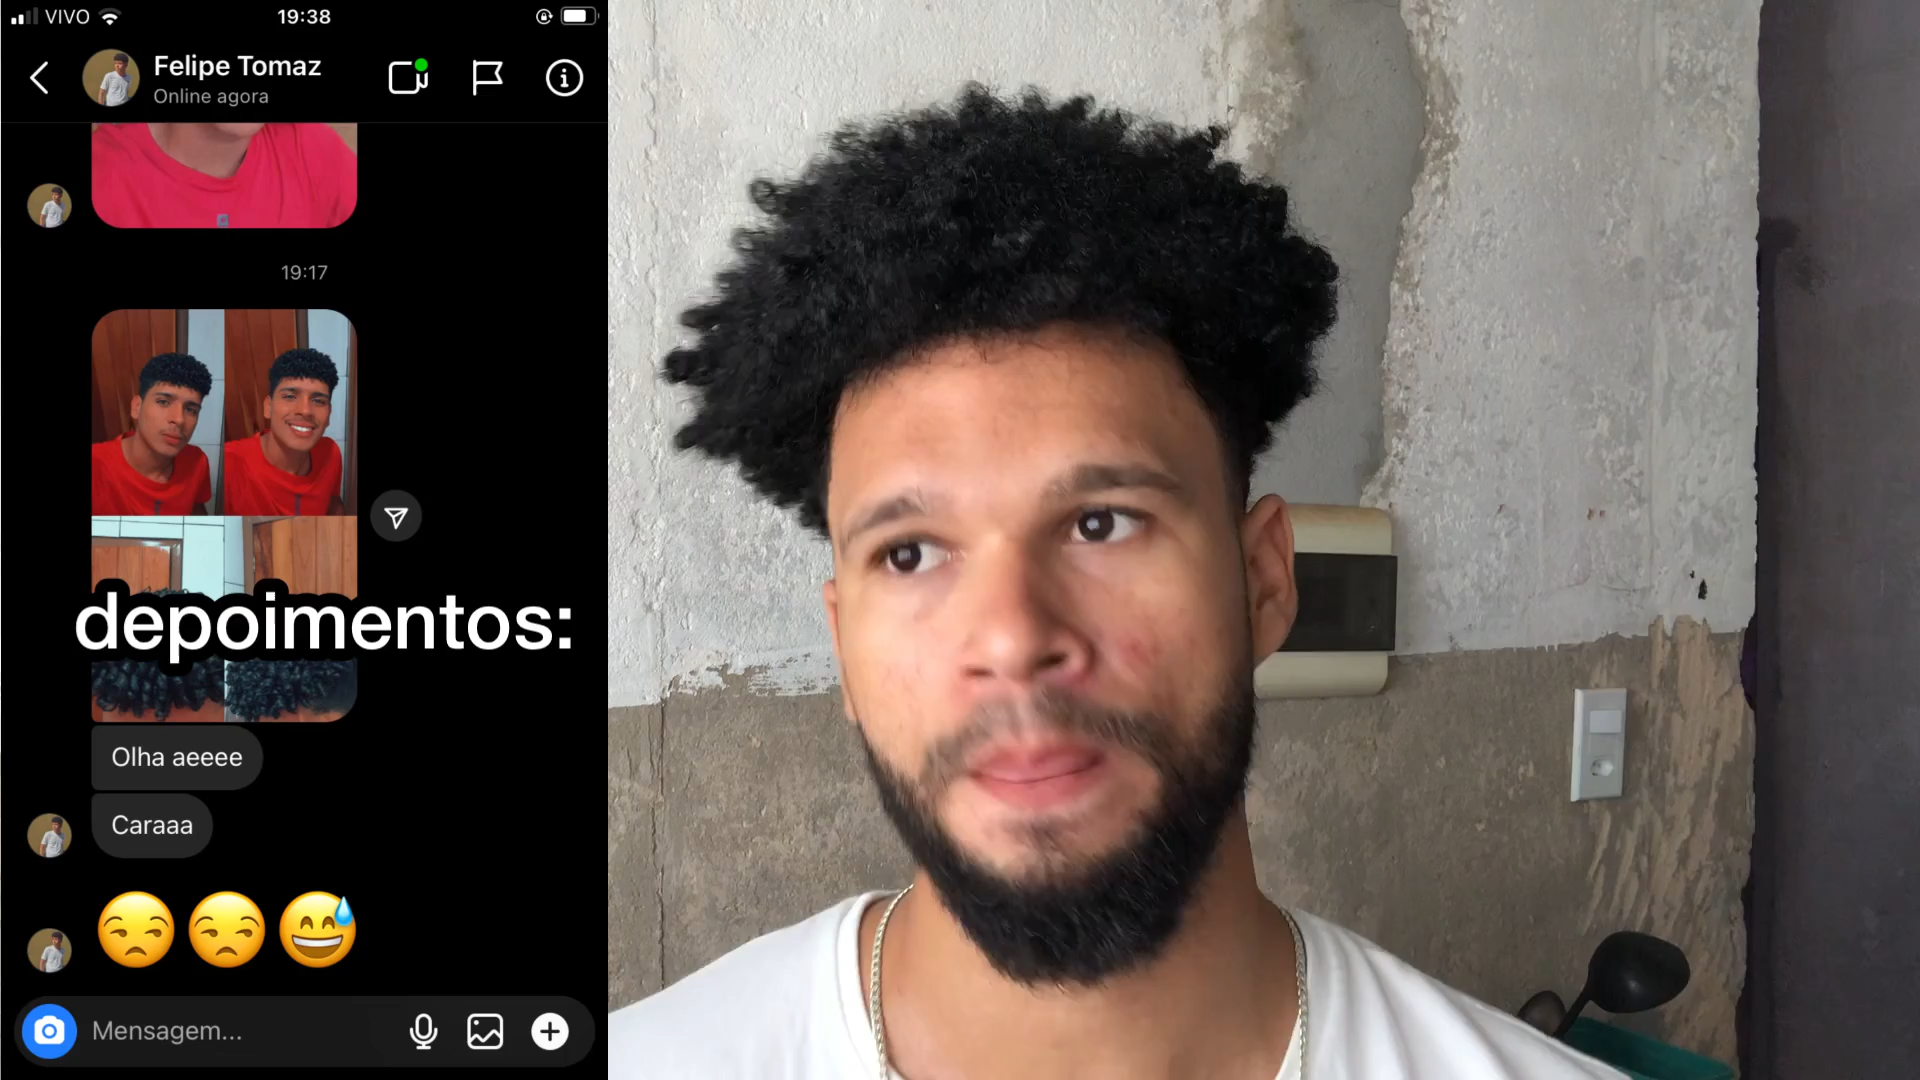 VIVO
19:38
Felipe Tomaz
Online agora
19:17
depoimentos:
Olha aeeee
Caraaa
Mensagem...